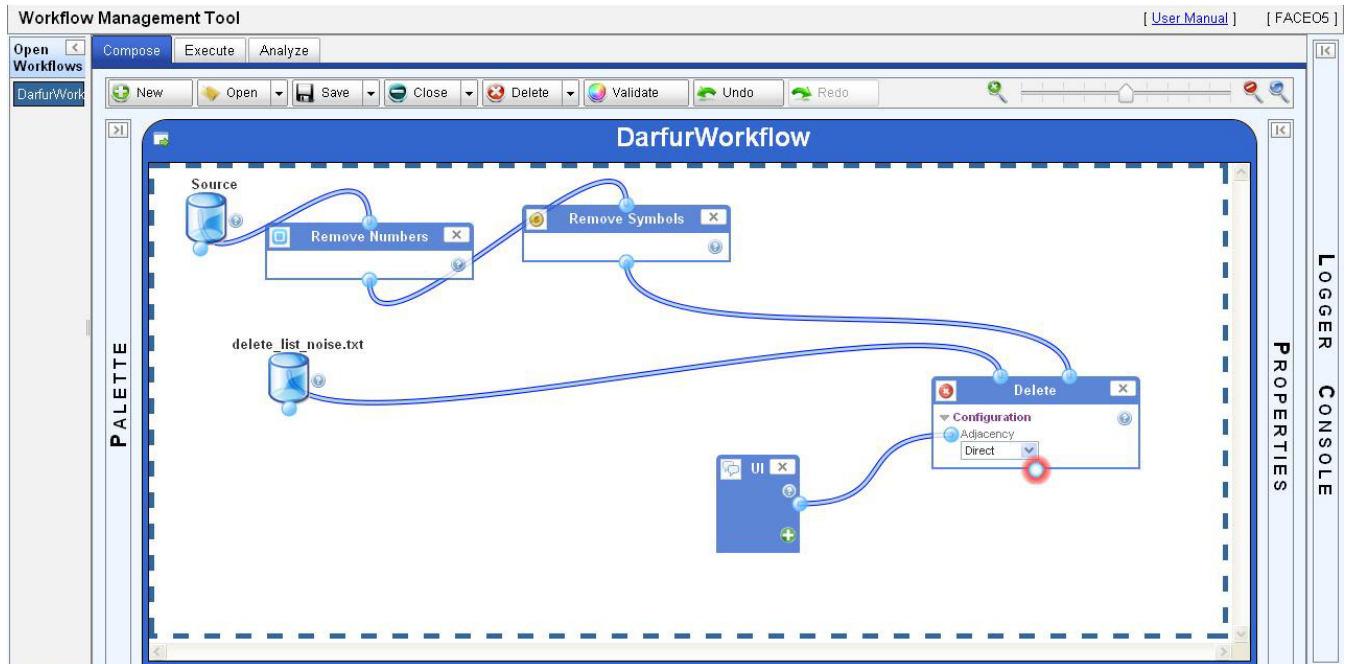 Workflow Management Tool
[ User Manual ] [ FACEO5 ]
Open Workflows
DarfurWork
Compose Execute Analyze
New Open Save Close Delete Validate Undo Redo
DarfurWorkflow
Source
Remove Numbers
Remove Symbols
delete_list_noise.txt
Delete
Configuration
Adjacency
Direct
UI
PALETTE
PROPERTIES
LOGGER CONSOLE